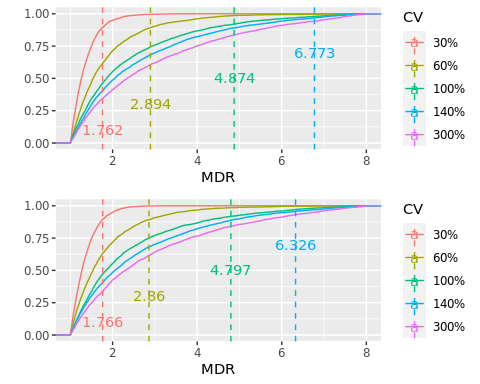 1.00
0.75
0.50
0.25
0.00
1.762
2.894
4.874
6.773
2
4
6
8
MDR
CV
a 30%
a 60%
a 100%
a 140%
a 300%
1.00
0.75
0.50
0.25
0.00
1.766
2.86
4.797
6.326
2
4
6
8
MDR
CV
a 30%
a 60%
a 100%
a 140%
a 300%